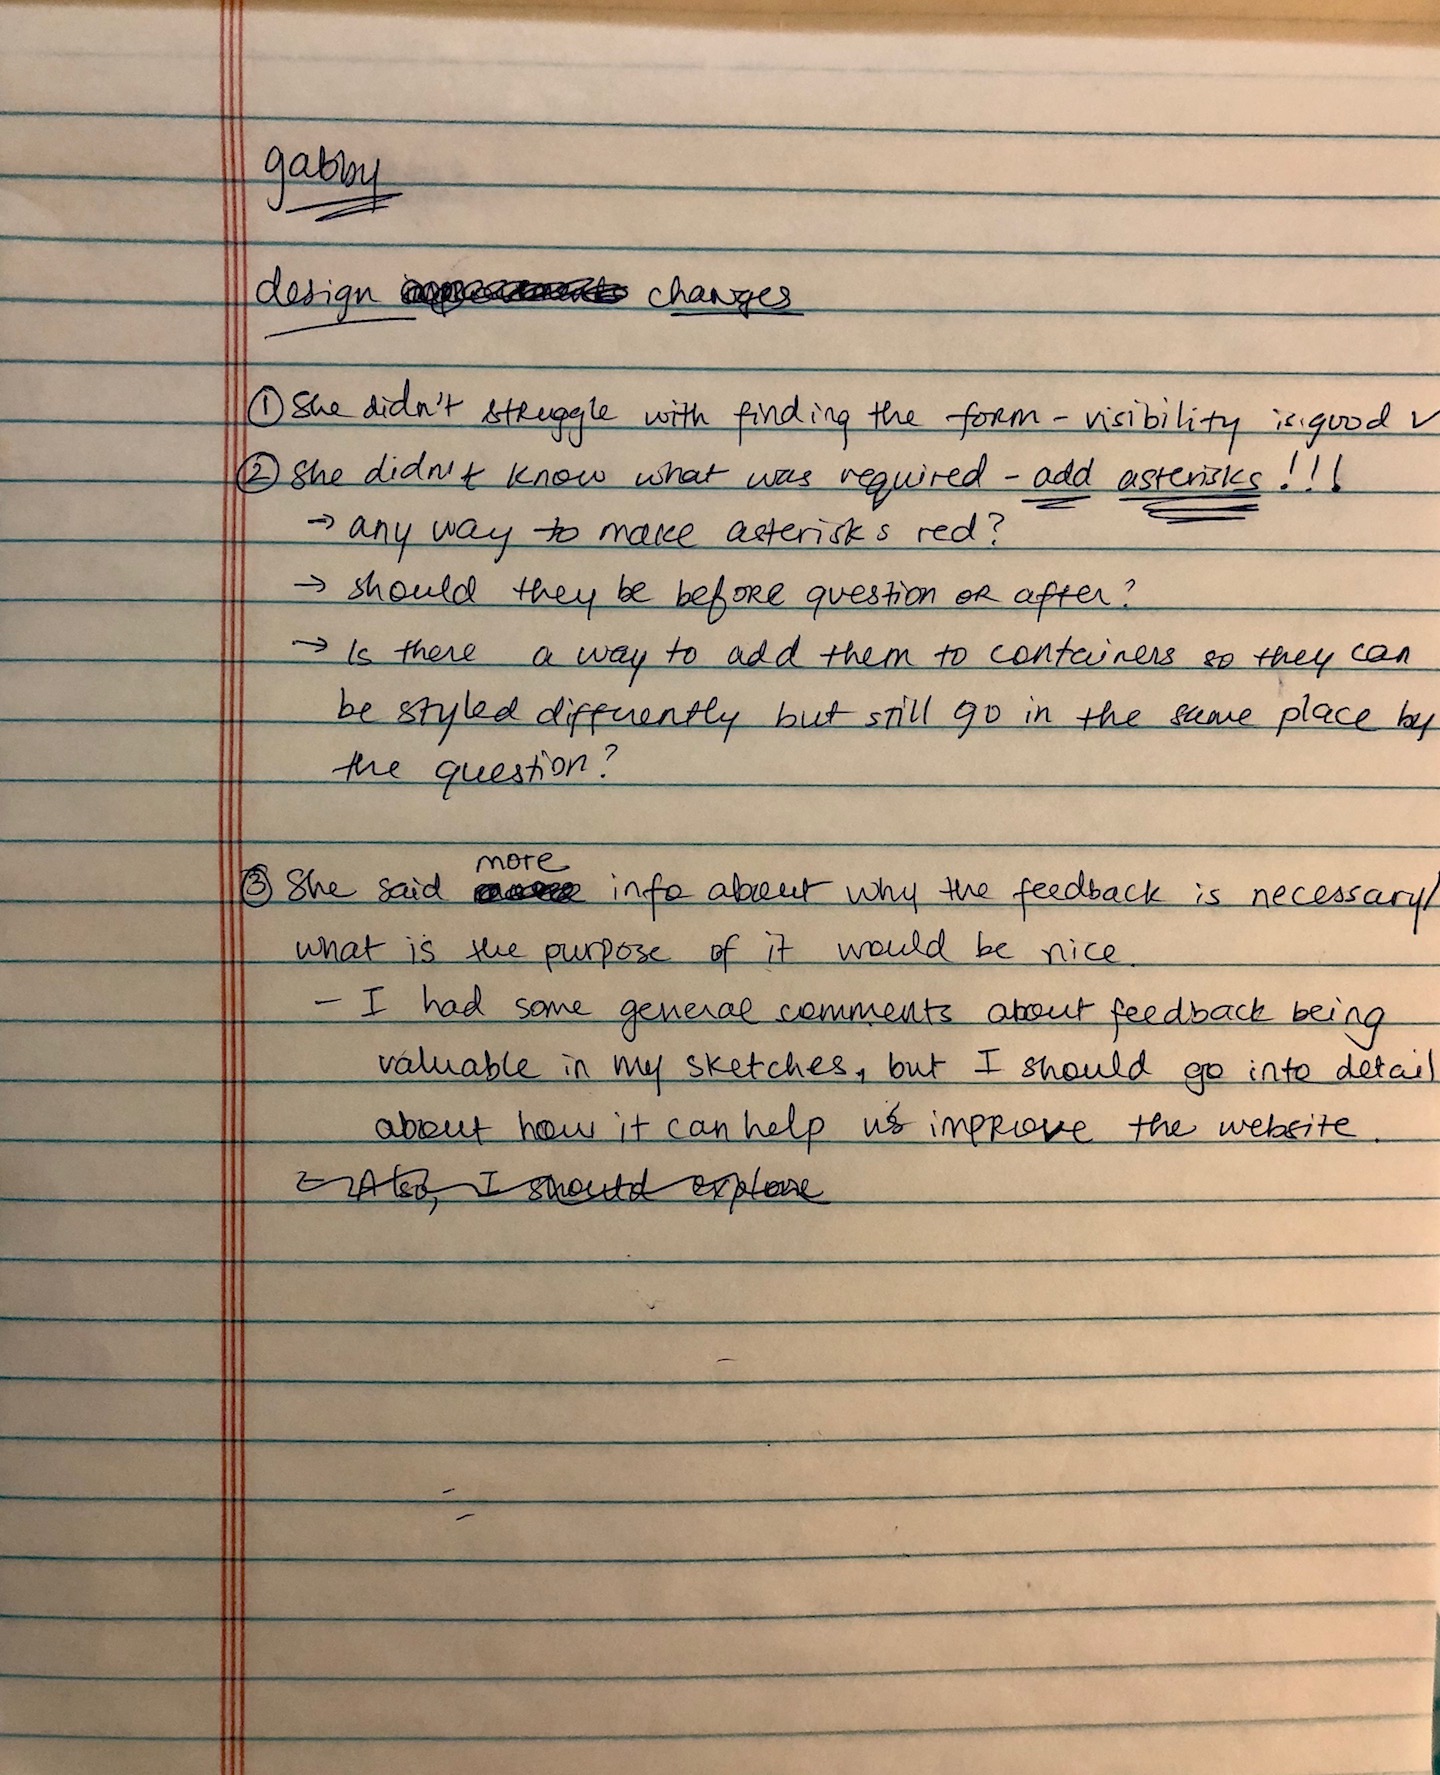 gabby
design changes
① She didn't struggle with finding the form - visibility is good ✓
② She didn't know what was required - add asterisks !!!
→ any way to make asterisks red?
→ should they be before question or after?
→ Is there a way to add them to containers so they can
be styled differently but still go in the same place by
the question?
more
③ She said info about why the feedback is necessary/
what is the purpose of it would be nice.
- I had some general comments about feedback being
valuable in my sketches, but I should go into detail
about how it can help us improve the website.
- Also, I should explore